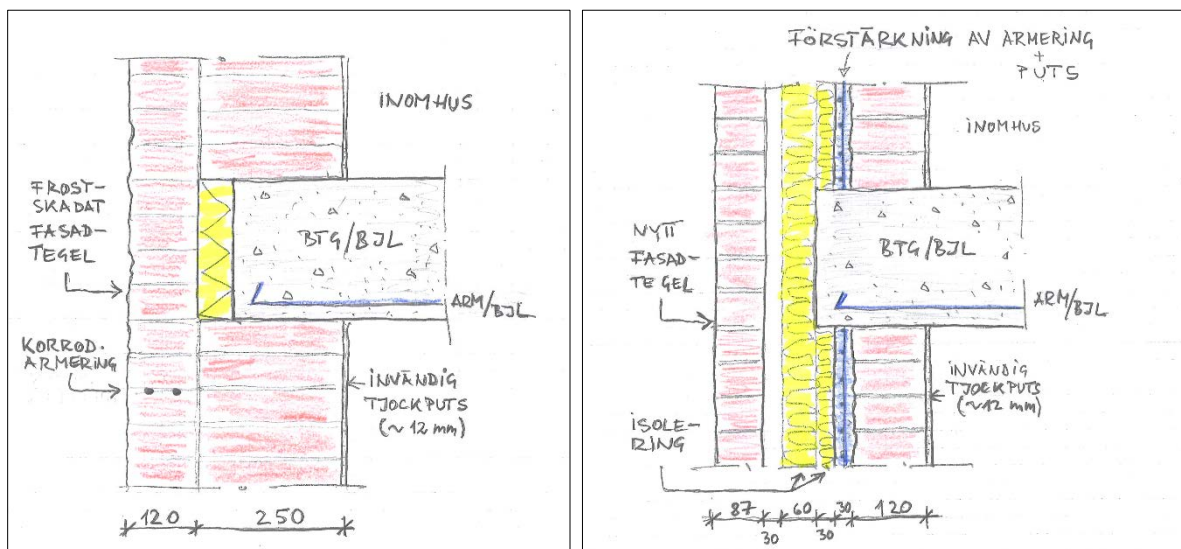 INOMHUS
FROST-
SKADAT
FASAD-
TEGEL
BTG/BJL
ARM/BJL
KORROD.
ARMERING
INVÄNDIG
TJOCKPUTS
(~ 12 mm)
120
250
FÖRSTÄRKNING AV ARMERING
+
PUTS
INOMHUS
NYTT
FASAD-
TEGEL
BTG/BJL
ARM/BJL
INVÄNDIG
TJOCKPUTS
(~12 mm)
ISOLE-
RING
87
30
60
30
30
120